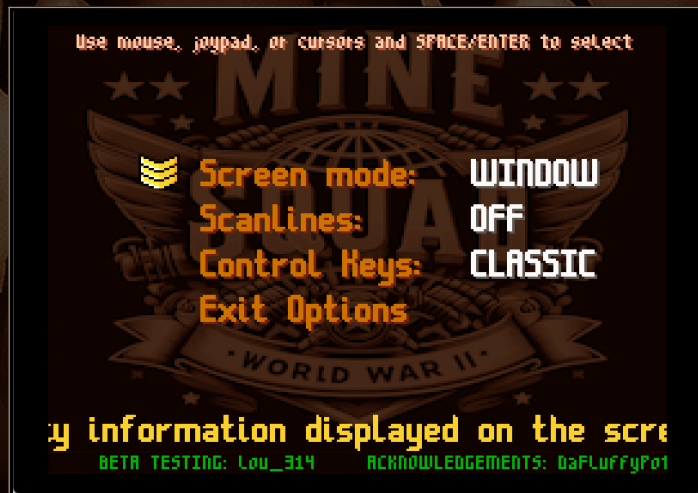 Use mouse, joypad, or cursors and SPACE/ENTER to select
MINE
SQUAD
Screen mode: WINDOW
Scanlines: OFF
Control Keys: CLASSIC
Exit Options
· WORLD WAR II ·
information displayed on the
BETA TESTING: Lou_314 ACKNOWLEDGEMENTS: